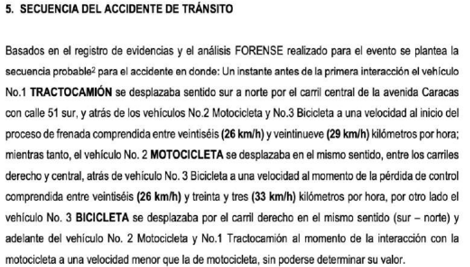 5. SECUENCIA DEL ACCIDENTE DE TRÁNSITO
Basados en el registro de evidencias y el análisis FORENSE realizado para el evento se plantea la
secuencia probable² para el accidente en donde: Un instante antes de la primera interacción el vehículo
No.1 TRACTOCAMIÓN se desplazaba sentido sur a norte por el carril central de la avenida Caracas
con calle 51 sur, y atrás de los vehículos No.2 Motocicleta y No.3 Bicicleta a una velocidad al inicio del
proceso de frenada comprendida entre veintiséis (26 km/h) y veintinueve (29 km/h) kilómetros por hora;
mientras tanto, el vehículo No. 2 MOTOCICLETA se desplazaba en el mismo sentido, entre los carriles
derecho y central, atrás de vehículo No. 3 Bicicleta a una velocidad al momento de la pérdida de control
comprendida entre veintiséis (26 km/h) y treinta y tres (33 km/h) kilómetros por hora, por otro lado el
vehículo No. 3 BICICLETA se desplazaba por el carril derecho en el mismo sentido (sur – norte) y
adelante del vehículo No. 2 Motocicleta y No.1 Tractocamión al momento de la interacción con la
motocicleta a una velocidad menor que la de motocicleta, sin poderse determinar su valor.